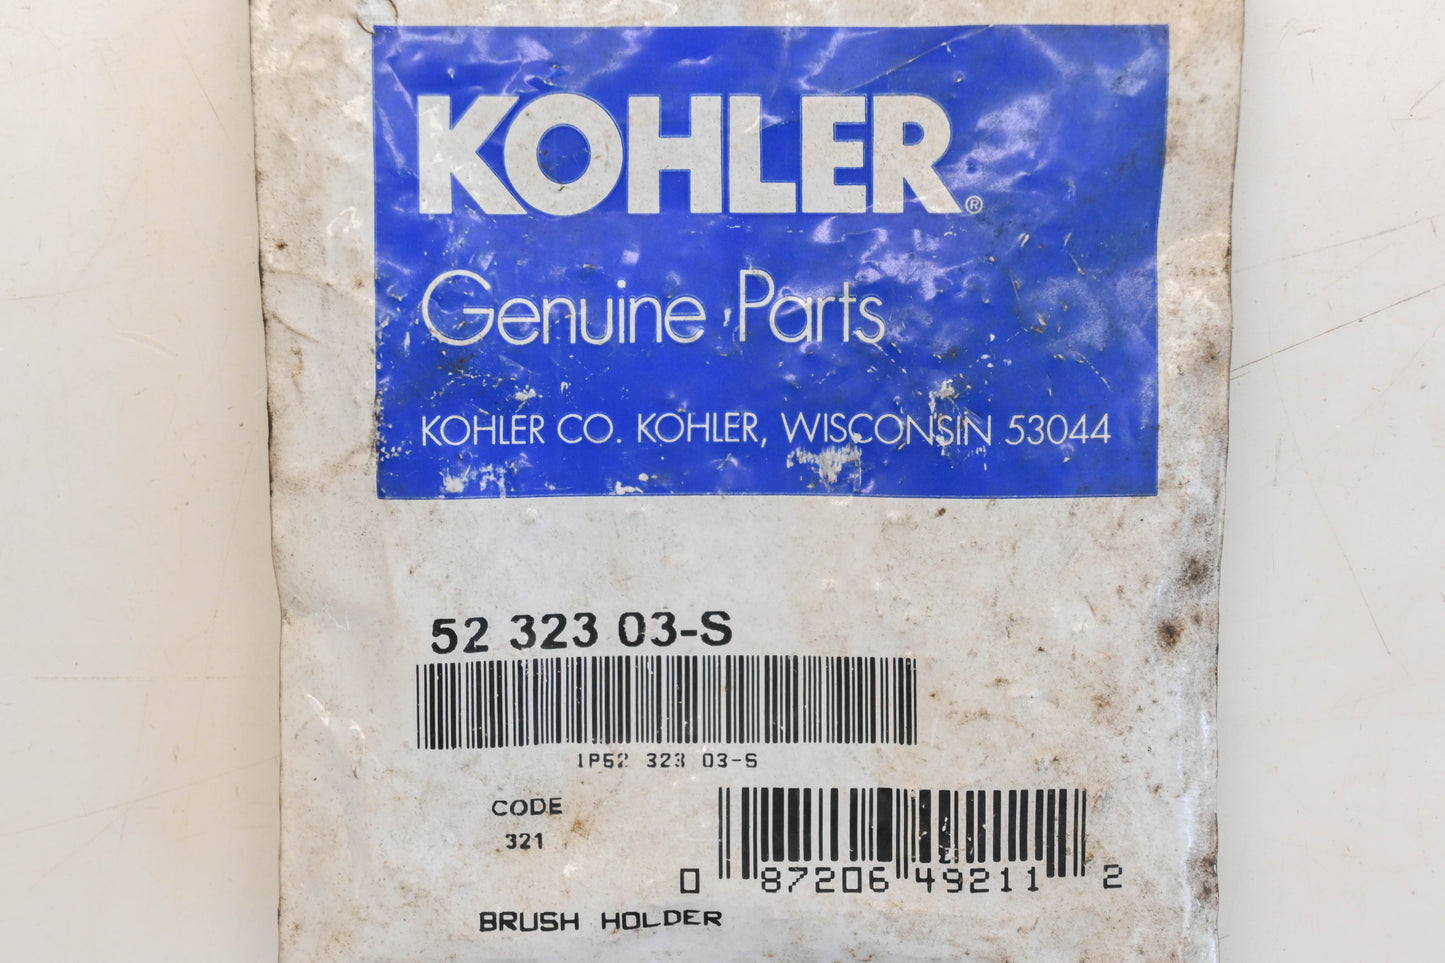 KOHLER®
Genuine Parts
KOHLER CO. KOHLER, WISCONSIN 53044
52 323 03-S
1P52 323 03-S
CODE
321
0 87206 49211 2
BRUSH HOLDER